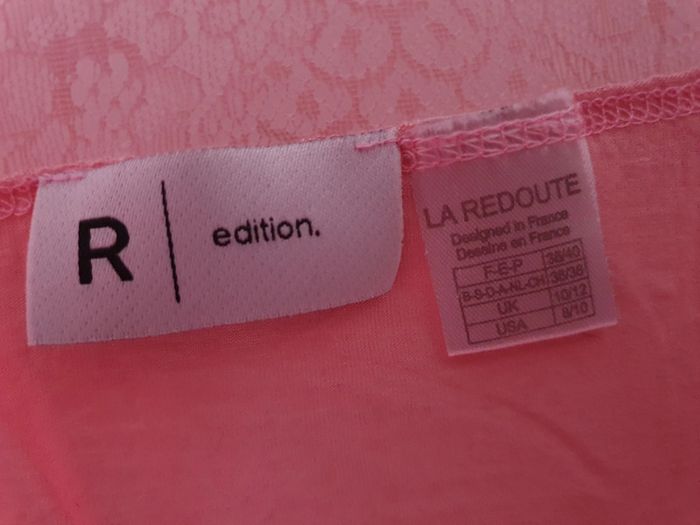 R | edition.
LA REDOUTE
Designed in France
Dessine en France
F-E-P 38/40
B-S-D-A-NL-CH 36/38
UK 10/12
USA 8/10